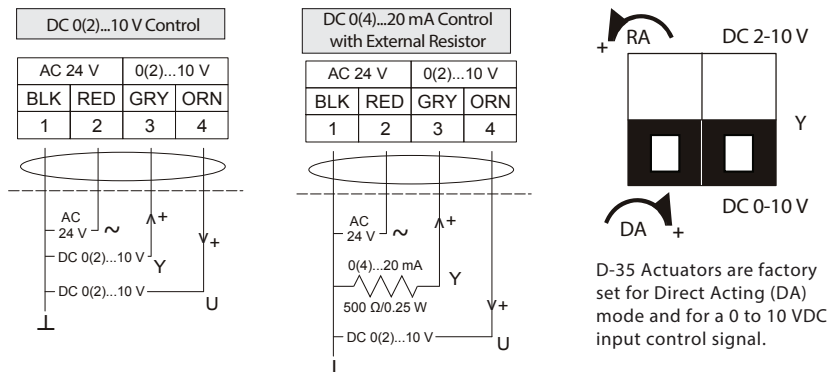 DC 0(2)...10 V Control
AC 24 V 0(2)...10 V
BLK RED GRY ORN
1 2 3 4
+
AC
24 V ~
+
DC 0(2)...10 V Y
DC 0(2)...10 V
U
DC 0(4)...20 mA Control
with External Resistor
AC 24 V 0(2)...10 V
BLK RED GRY ORN
1 2 3 4
+
AC
24 V ~
0(4)...20 mA
Y
500 Ω/0.25 W
+
DC 0(2)...10 V
U
RA DC 2-10 V
+
Y
DC 0-10 V
DA +
D-35 Actuators are factory
set for Direct Acting (DA)
mode and for a 0 to 10 VDC
input control signal.